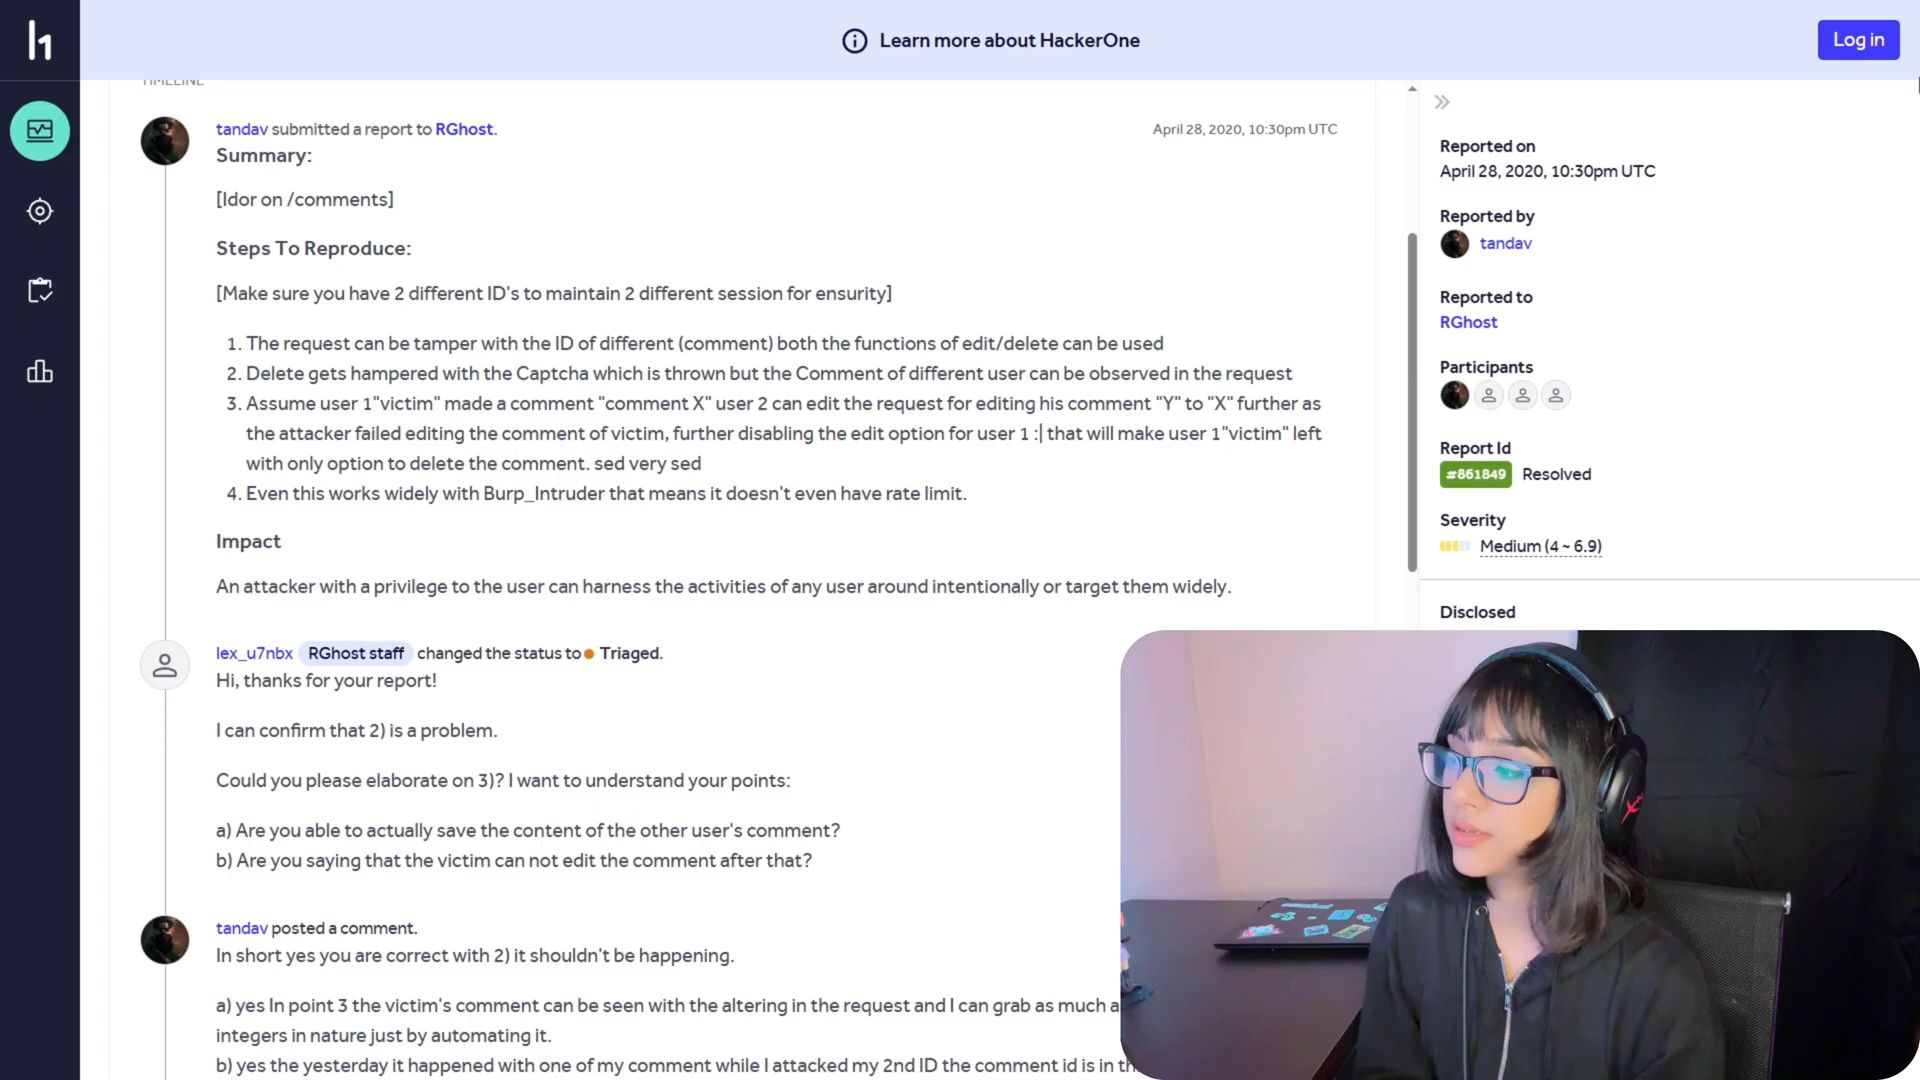 Learn more about HackerOne
Log in
TIMELINE
tandav submitted a report to RGhost.
April 28, 2020, 10:30pm UTC
Summary:
[Idor on /comments]
Steps To Reproduce:
[Make sure you have 2 different ID's to maintain 2 different session for ensurity]
1. The request can be tamper with the ID of different (comment) both the functions of edit/delete can be used
2. Delete gets hampered with the Captcha which is thrown but the Comment of different user can be observed in the request
3. Assume user 1"victim" made a comment "comment X" user 2 can edit the request for editing his comment "Y" to "X" further as
the attacker failed editing the comment of victim, further disabling the edit option for user 1 :| that will make user 1"victim" left
with only option to delete the comment. sed very sed
4. Even this works widely with Burp_Intruder that means it doesn't even have rate limit.
Impact
An attacker with a privilege to the user can harness the activities of any user around intentionally or target them widely.
lex_u7nbx RGhost staff changed the status to Triaged.
Hi, thanks for your report!
I can confirm that 2) is a problem.
Could you please elaborate on 3)? I want to understand your points:
a) Are you able to actually save the content of the other user's comment?
b) Are you saying that the victim can not edit the comment after that?
tandav posted a comment.
In short yes you are correct with 2) it shouldn't be happening.
a) yes In point 3 the victim's comment can be seen with the altering in the request and I can grab as much a
integers in nature just by automating it.
b) yes the yesterday it happened with one of my comment while I attacked my 2nd ID the comment id is in
Reported on
April 28, 2020, 10:30pm UTC
Reported by
tandav
Reported to
RGhost
Participants
Report Id
#861849 Resolved
Severity
Medium (4 ~ 6.9)
Disclosed